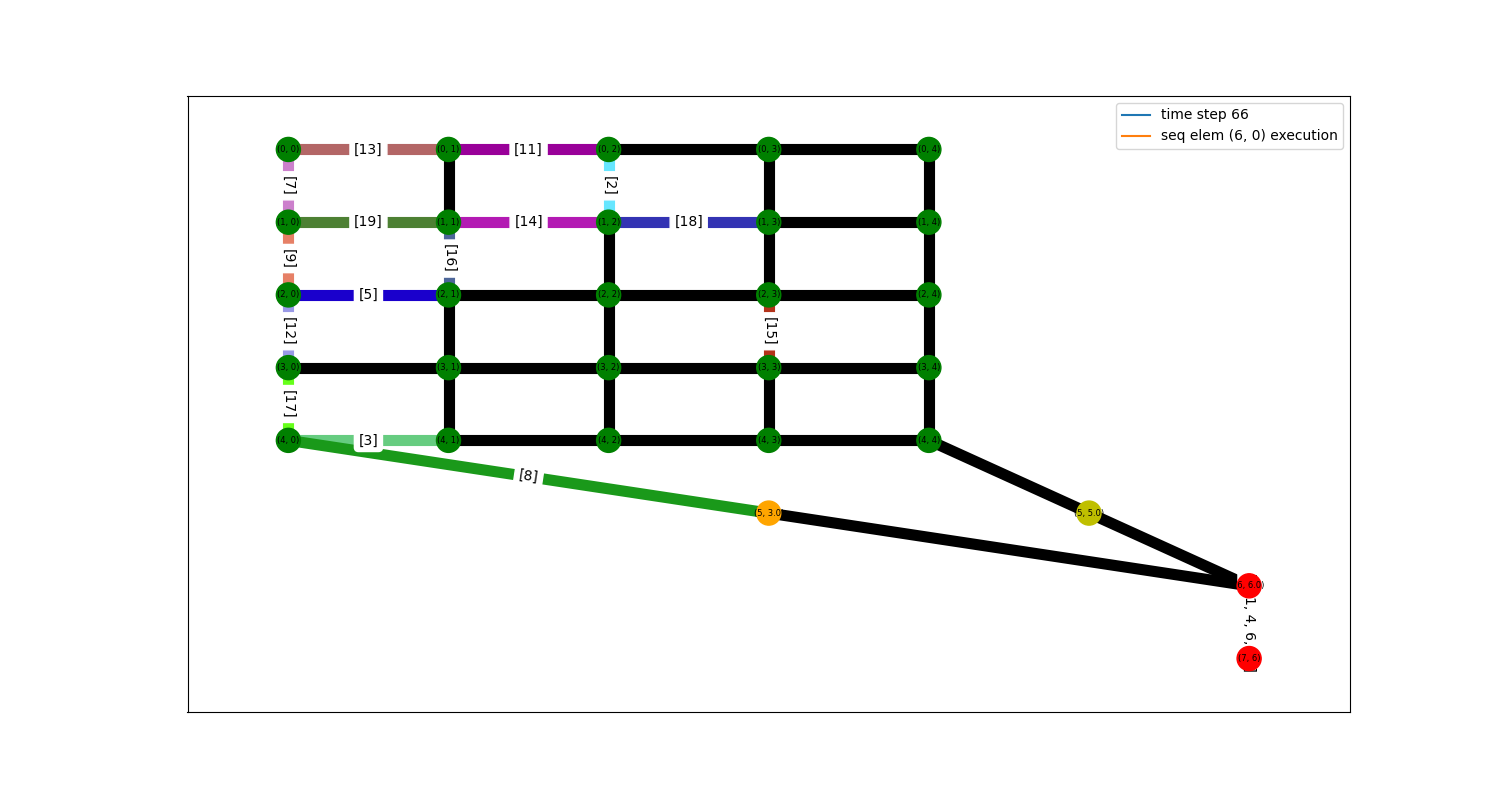 time step 66
seq elem (6, 0) execution
(0, 0) [13] (0, 1) [11] (0, 2) (0, 3) (0, 4)
[7] [2]
(1, 0) [19] (1, 1) [14] (1, 2) [18] (1, 3) (1, 4)
[9] [16]
(2, 0) [5] (2, 1) (2, 2) (2, 3) (2, 4)
[12] [15]
(3, 0) (3, 1) (3, 2) (3, 3) (3, 4)
[17]
(4, 0) [3] (4, 1) (4, 2) (4, 3) (4, 4)
[8]
(5, 3.0) (5, 5.0)
(6, 6.0)
1, 4, 6,
(7, 6)